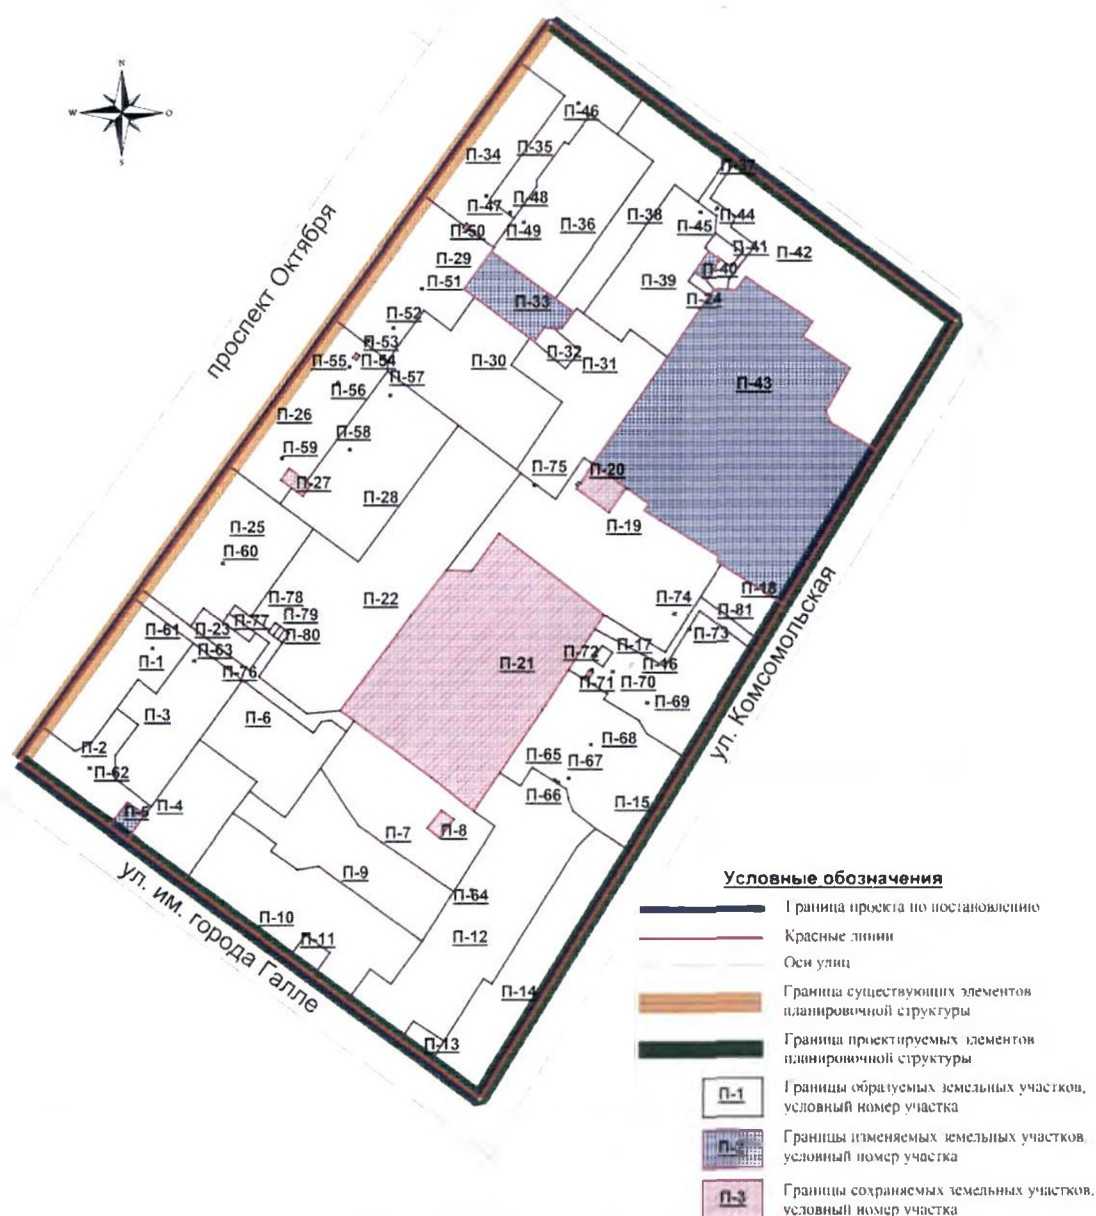 N
W
O
S
проспект Октября
П-46
П-34
П-35
П-37
П-47
П-48
П-38
П-44
П-50
П-49
П-36
П-45
П-41
П-42
П-29
П-40
П-51
П-39
П-33
П-24
П-52
П-53
П-32
П-55
П-54
П-30
П-31
П-57
П-56
П-43
П-26
П-58
П-59
П-75
П-20
П-27
П-28
П-19
П-25
П-60
П-18
П-78
П-22
П-74
П-81
П-61
П-23
П-77
П-79
П-80
П-17
П-73
П-1
П-63
П-72
П-46
П-76
П-21
П-71
П-70
П-3
П-6
П-69
П-2
П-68
П-62
П-65
П-67
П-5
П-4
П-66
П-15
П-7
П-8
П-9
П-64
П-10
П-11
П-12
П-14
П-13
ул. Комсомольская
ул. им. города Галле
Условные обозначения
Граница проекта по постановлению
Красные линии
Оси улиц
Граница существующих элементов
планировочной структуры
Граница проектируемых элементов
планировочной структуры
П-1
Границы образуемых земельных участков,
условный номер участка
Границы изменяемых земельных участков,
условный номер участка
П-3
Границы сохраняемых земельных участков,
условный номер участка